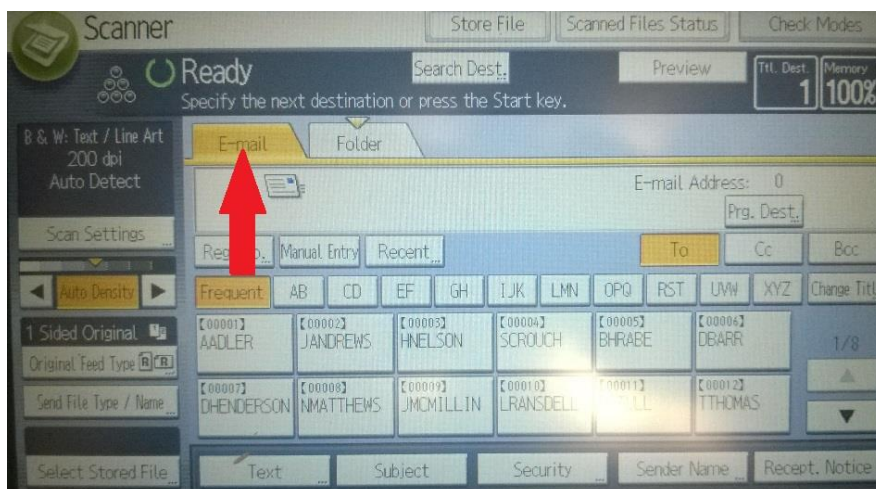 Scanner
Store File
Scanned Files Status
Check Modes
Ready
Search Dest.
Preview
Ttl. Dest.
1
Memory
100%
Specify the next destination or press the Start key.
B & W: Text / Line Art
200 dpi
Auto Detect
Scan Settings
E-mail
Folder
E-mail Address: 0
Prg. Dest.
Manual Entry
Recent
To
Cc
Bcc
Auto Density
Frequent
AB
CD
EF
GH
IJK
LMN
OPQ
RST
UVW
XYZ
Change Titl
1 Sided Original
Original Feed Type
Send File Type / Name
Select Stored File
[00001]
AADLER
[00002]
JANDREWS
[00003]
HNELSON
[00004]
SCROUCH
[00005]
BHRABE
[00006]
DBARR
1/8
[00007]
DHENDERSON
[00008]
NMATTHEWS
[00009]
JMCMILLIN
[00010]
LRANSDELL
[00011]
[00012]
TTHOMAS
Text
Subject
Security
Sender Name
Recept. Notice